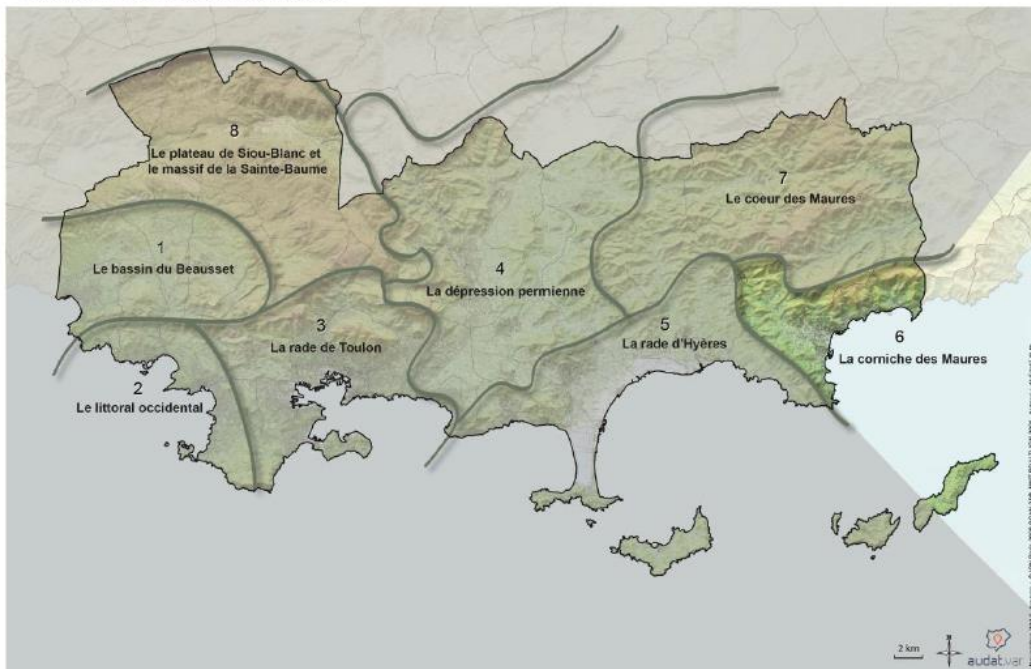 8
Le plateau de Siou-Blanc et
le massif de la Sainte-Baume
7
Le coeur des Maures
1
Le bassin du Beausset
4
La dépression permienne
3
La rade de Toulon
5
La rade d'Hyères
6
La corniche des Maures
2
Le littoral occidental
2 km
N
audat.var